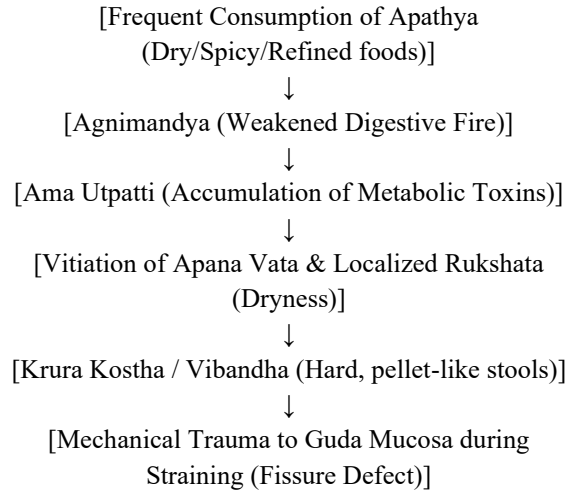 [Frequent Consumption of Apathya
(Dry/Spicy/Refined foods)]
↓
[Agnimandya (Weakened Digestive Fire)]
↓
[Ama Utpatti (Accumulation of Metabolic Toxins)]
↓
[Vitiation of Apana Vata & Localized Rukshata
(Dryness)]
↓
[Krura Kostha / Vibandha (Hard, pellet-like stools)]
↓
[Mechanical Trauma to Guda Mucosa during
Straining (Fissure Defect)]